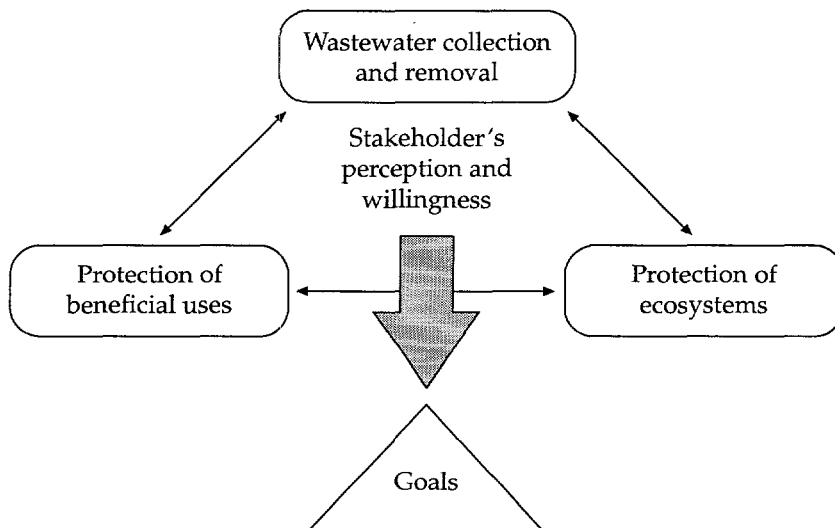 Wastewater collection
and removal
Stakeholder's
perception and
willingness
Protection of
beneficial uses
Protection of
ecosystems
Goals